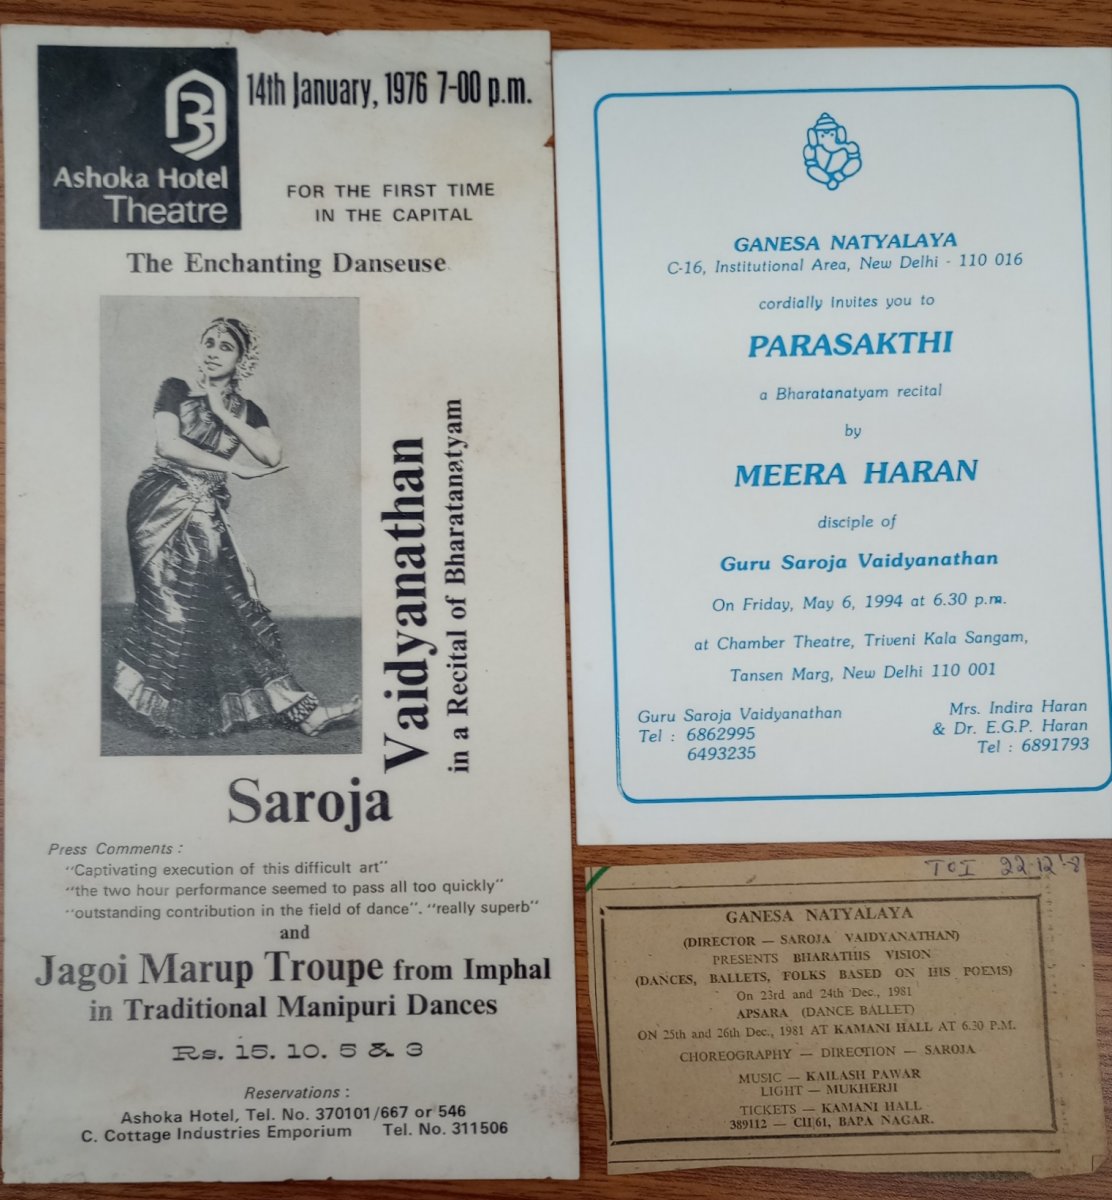 14th January, 1976 7-00 p.m.
Ashoka Hotel
Theatre
FOR THE FIRST TIME
IN THE CAPITAL
The Enchanting Danseuse
Saroja
Vaidyanathan
in a Recital of Bharatanatyam
Press Comments :
"Captivating execution of this difficult art"
"the two hour performance seemed to pass all too quickly"
"outstanding contribution in the field of dance". "really superb"
and
Jagoi Marup Troupe from Imphal
in Traditional Manipuri Dances
Rs. 15. 10. 5 & 3
Reservations :
Ashoka Hotel, Tel. No. 370101/667 or 546
C. Cottage Industries Emporium Tel. No. 311506
GANESA NATYALAYA
C-16, Institutional Area, New Delhi - 110 016
cordially Invites you to
PARASAKTHI
a Bharatanatyam recital
by
MEERA HARAN
disciple of
Guru Saroja Vaidyanathan
On Friday, May 6, 1994 at 6.30 p.m.
at Chamber Theatre, Triveni Kala Sangam,
Tansen Marg, New Delhi 110 001
Guru Saroja Vaidyanathan
Tel : 6862995
6493235
Mrs. Indira Haran
& Dr. E.G.P. Haran
Tel : 6891793
TOI 22-12-8
GANESA NATYALAYA
(DIRECTOR — SAROJA VAIDYANATHAN)
PRESENTS BHARATHIS VISION
(DANCES, BALLETS, FOLKS BASED ON HIS POEMS)
On 23rd and 24th Dec., 1981
APSARA (DANCE BALLET)
ON 25th and 26th Dec., 1981 AT KAMANI HALL AT 6.30 P.M.
CHOREOGRAPHY — DIRECTION — SAROJA
MUSIC — KAILASH PAWAR
LIGHT — MUKHERJI
TICKETS — KAMANI HALL
389112 — CII/61, BAPA NAGAR.